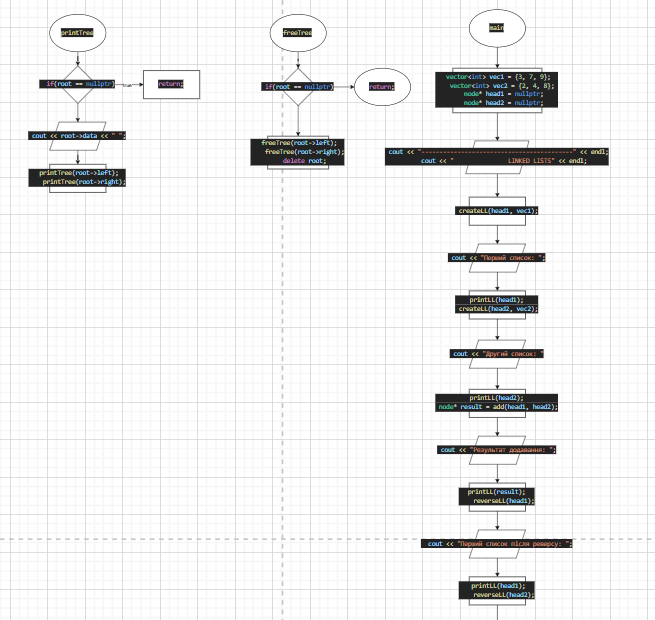 printTree
if(root == nullptr)
return;
cout << root->data << " ";
printTree(root->left);
printTree(root->right);
freeTree
if(root == nullptr)
return;
freeTree(root->left);
freeTree(root->right);
delete root;
main
vector<int> vec1 = {3, 7, 9};
vector<int> vec2 = {2, 4, 8};
node* head1 = nullptr;
node* head2 = nullptr;
cout << "------------------------------------------" << endl;
cout << " LINKED LISTS" << endl;
createLL(head1, vec1);
cout << "Перший список: ";
printLL(head1);
createLL(head2, vec2);
cout << "Другий список: "
printLL(head2);
node* result = add(head1, head2);
cout << "Результат додавання: ";
printLL(result);
reverseLL(head1);
cout << "Перший список після реверсу: ";
printLL(head1);
reverseLL(head2);